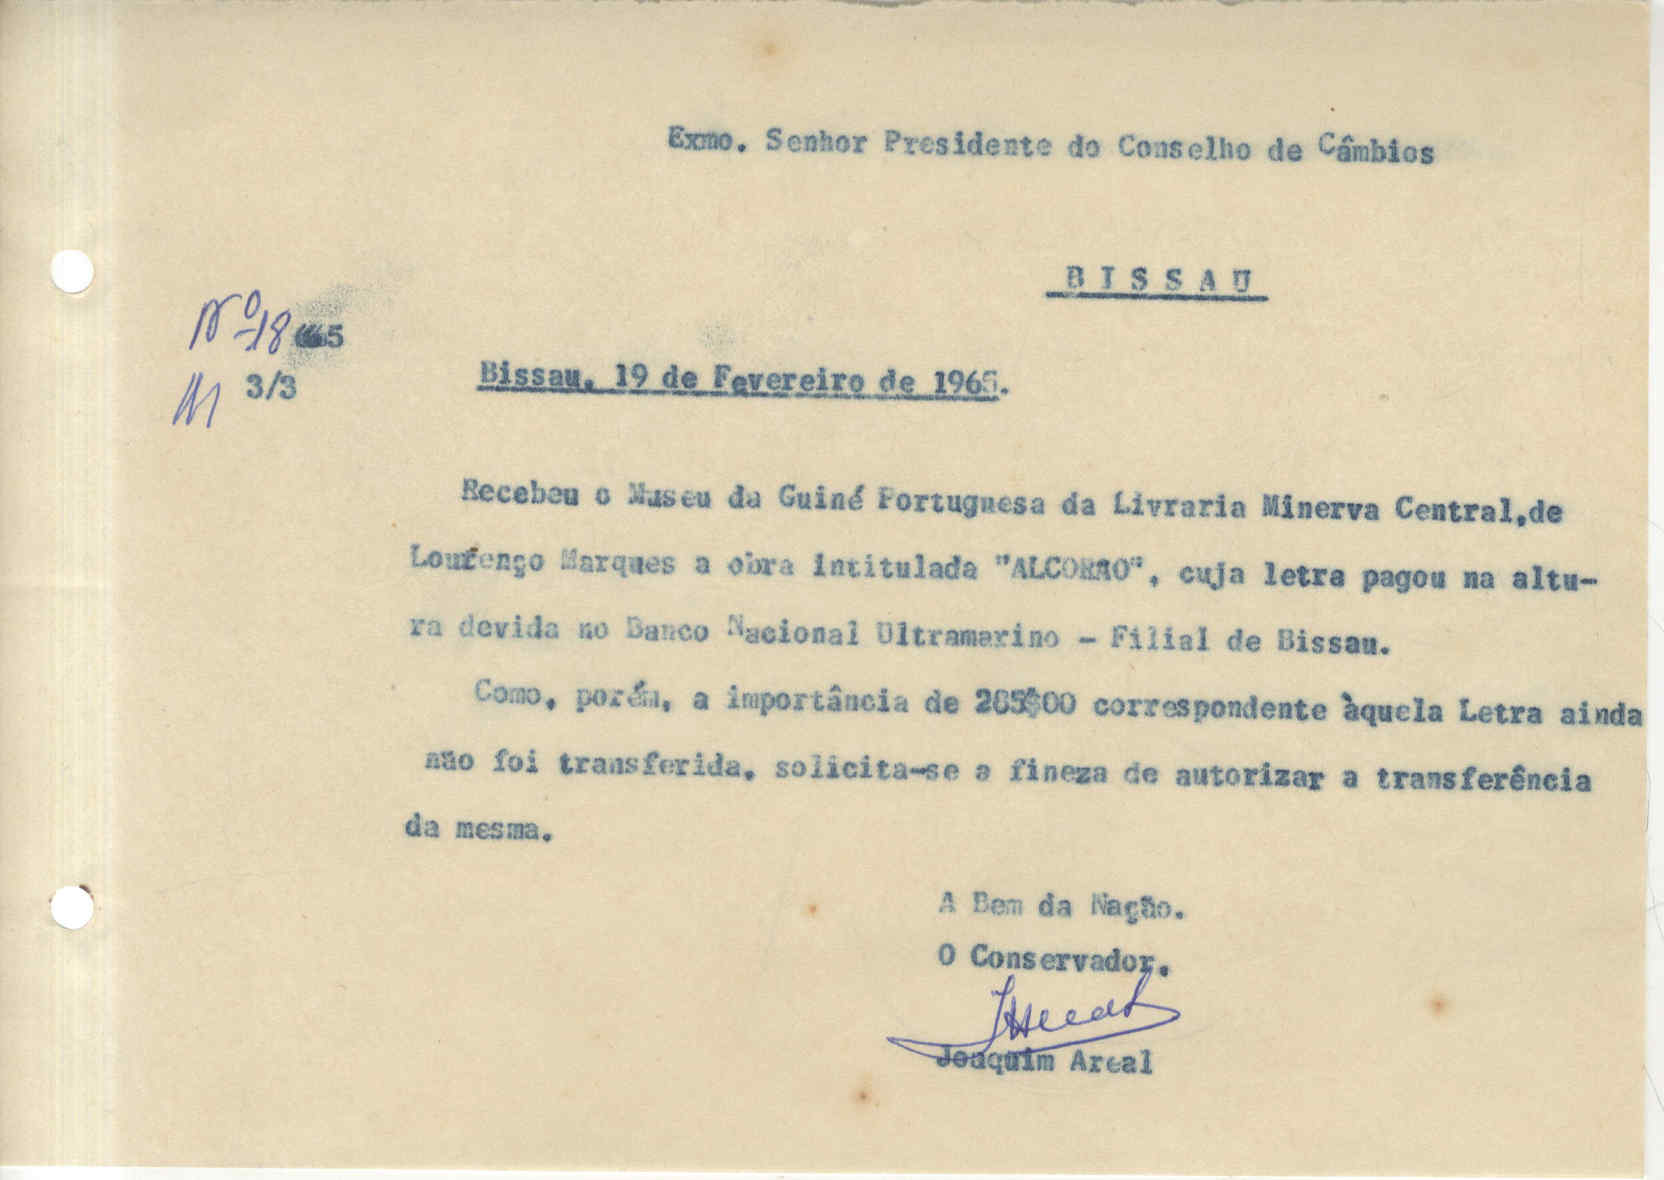 Exmo. Senhor Presidente do Conselho de Câmbios
BISSAU
Nº 18 65
3/3
Bissau, 19 de Fevereiro de 1965.
Recebeu o Museu da Guiné Portuguesa da Livraria Minerva Central,de
Lourenço Marques a obra intitulada "ALCORÃO", cuja letra pagou na altu-
ra devida no Banco Nacional Ultramarino - Filial de Bissau.
Como, porém, a importância de 285$00 correspondente àquela Letra ainda
não foi transferida, solicita-se a fineza de autorizar a transferência
da mesma.
A Bem da Nação.
O Conservador,
Joaquim Areal